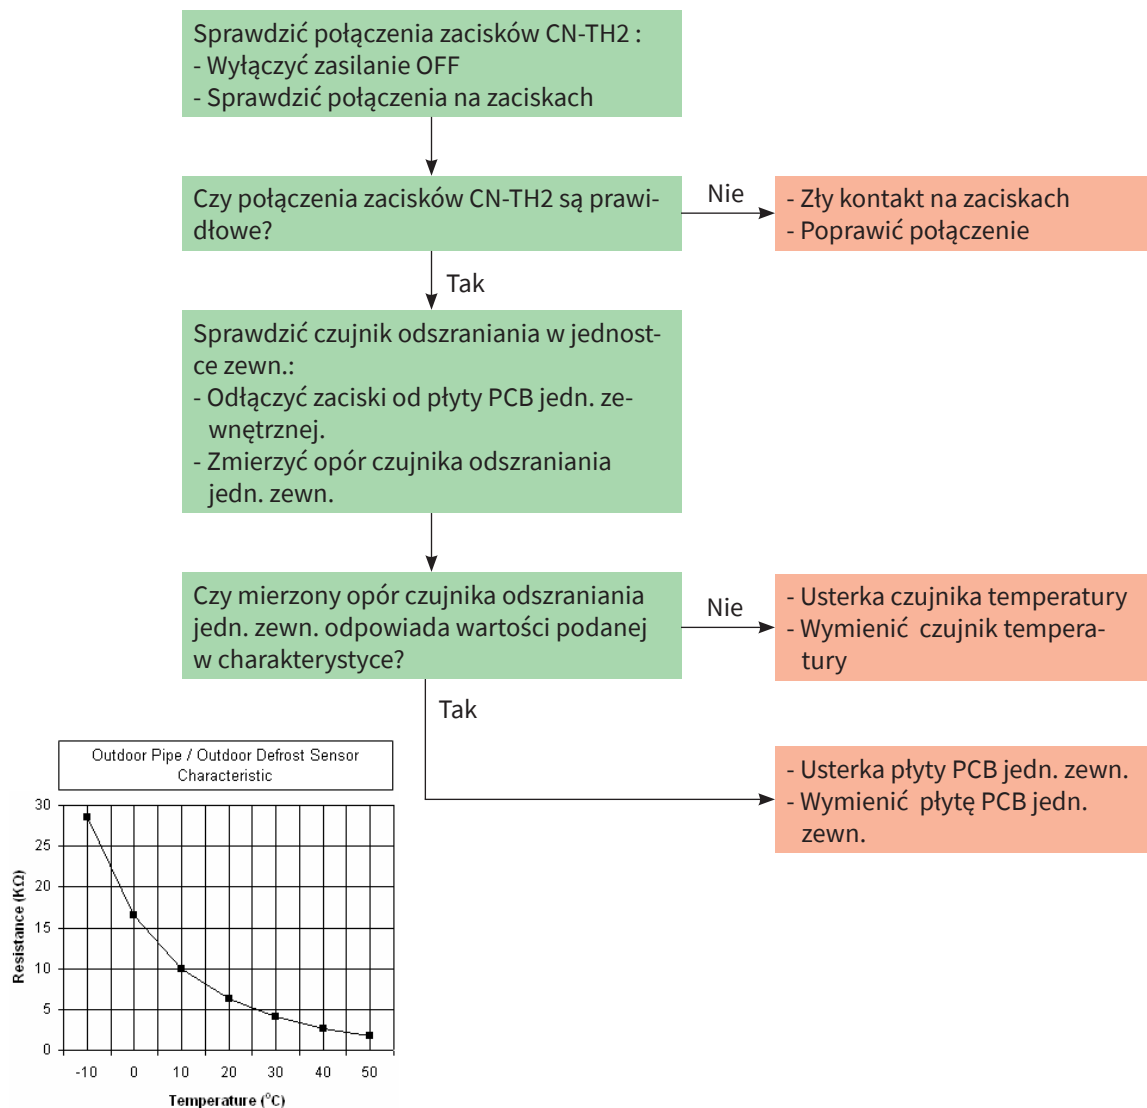 Sprawdzić połączenia zacisków CN-TH2 :
- Wyłączyć zasilanie OFF
- Sprawdzić połączenia na zaciskach
Czy połączenia zacisków CN-TH2 są prawi-
dłowe?
Nie
- Zły kontakt na zaciskach
- Poprawić połączenie
Tak
Sprawdzić czujnik odszraniania w jednost-
ce zewn.:
- Odłączyć zaciski od płyty PCB jedn. ze-
wnętrznej.
- Zmierzyć opór czujnika odszraniania
jedn. zewn.
Czy mierzony opór czujnika odszraniania
jedn. zewn. odpowiada wartości podanej
w charakterystyce?
Nie
- Usterka czujnika temperatury
- Wymienić czujnik tempera-
tury
Tak
- Usterka płyty PCB jedn. zewn.
- Wymienić płytę PCB jedn.
zewn.
Outdoor Pipe / Outdoor Defrost Sensor
Characteristic
Resistance (KΩ)
30
25
20
15
10
5
0
-10 0 10 20 30 40 50
Temperature (°C)